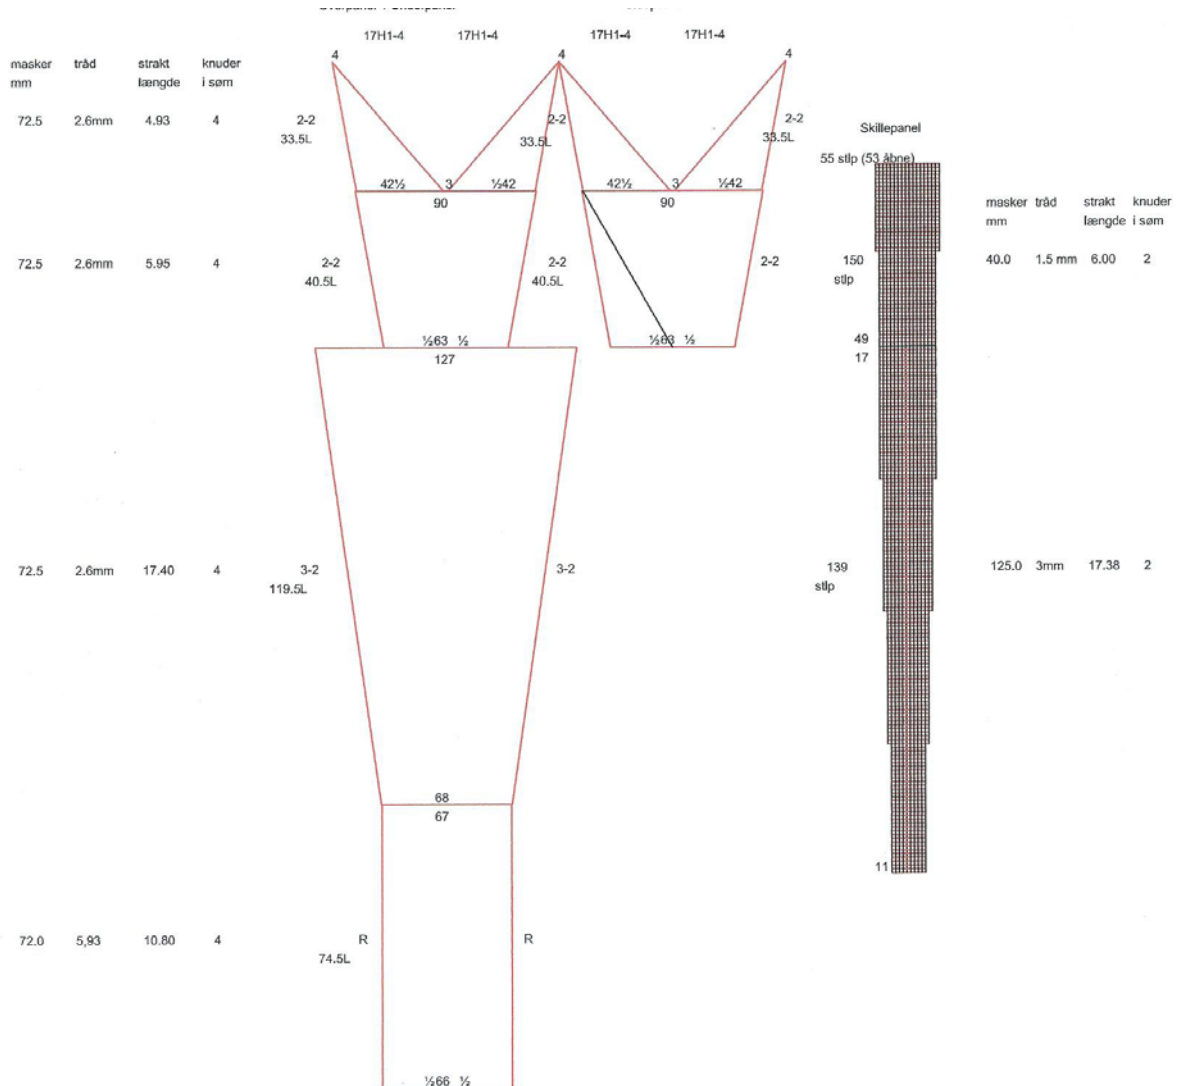 17H1-4 17H1-4 17H1-4 17H1-4
4 4 4
masker tråd strakt knuder
mm længde i søm
72.5 2.6mm 4.93 4
2-2 2-2 2-2
33.5L 33.5L 33.5L
Skillepanel
55 stlp (53 åbne)
42½ 3 ½42 42½ 3 ½42
90 90
masker tråd strakt knuder
mm længde i søm
72.5 2.6mm 5.95 4
2-2 2-2 2-2
40.5L 40.5L
150
stlp
40.0 1.5 mm 6.00 2
½63 ½ ½63 ½
127
49
17
72.5 2.6mm 17.40 4
3-2 3-2
119.5L
139
stlp
125.0 3mm 17.38 2
68
67
11
72.0 5,93 10.80 4
R R
74.5L
½66 ½